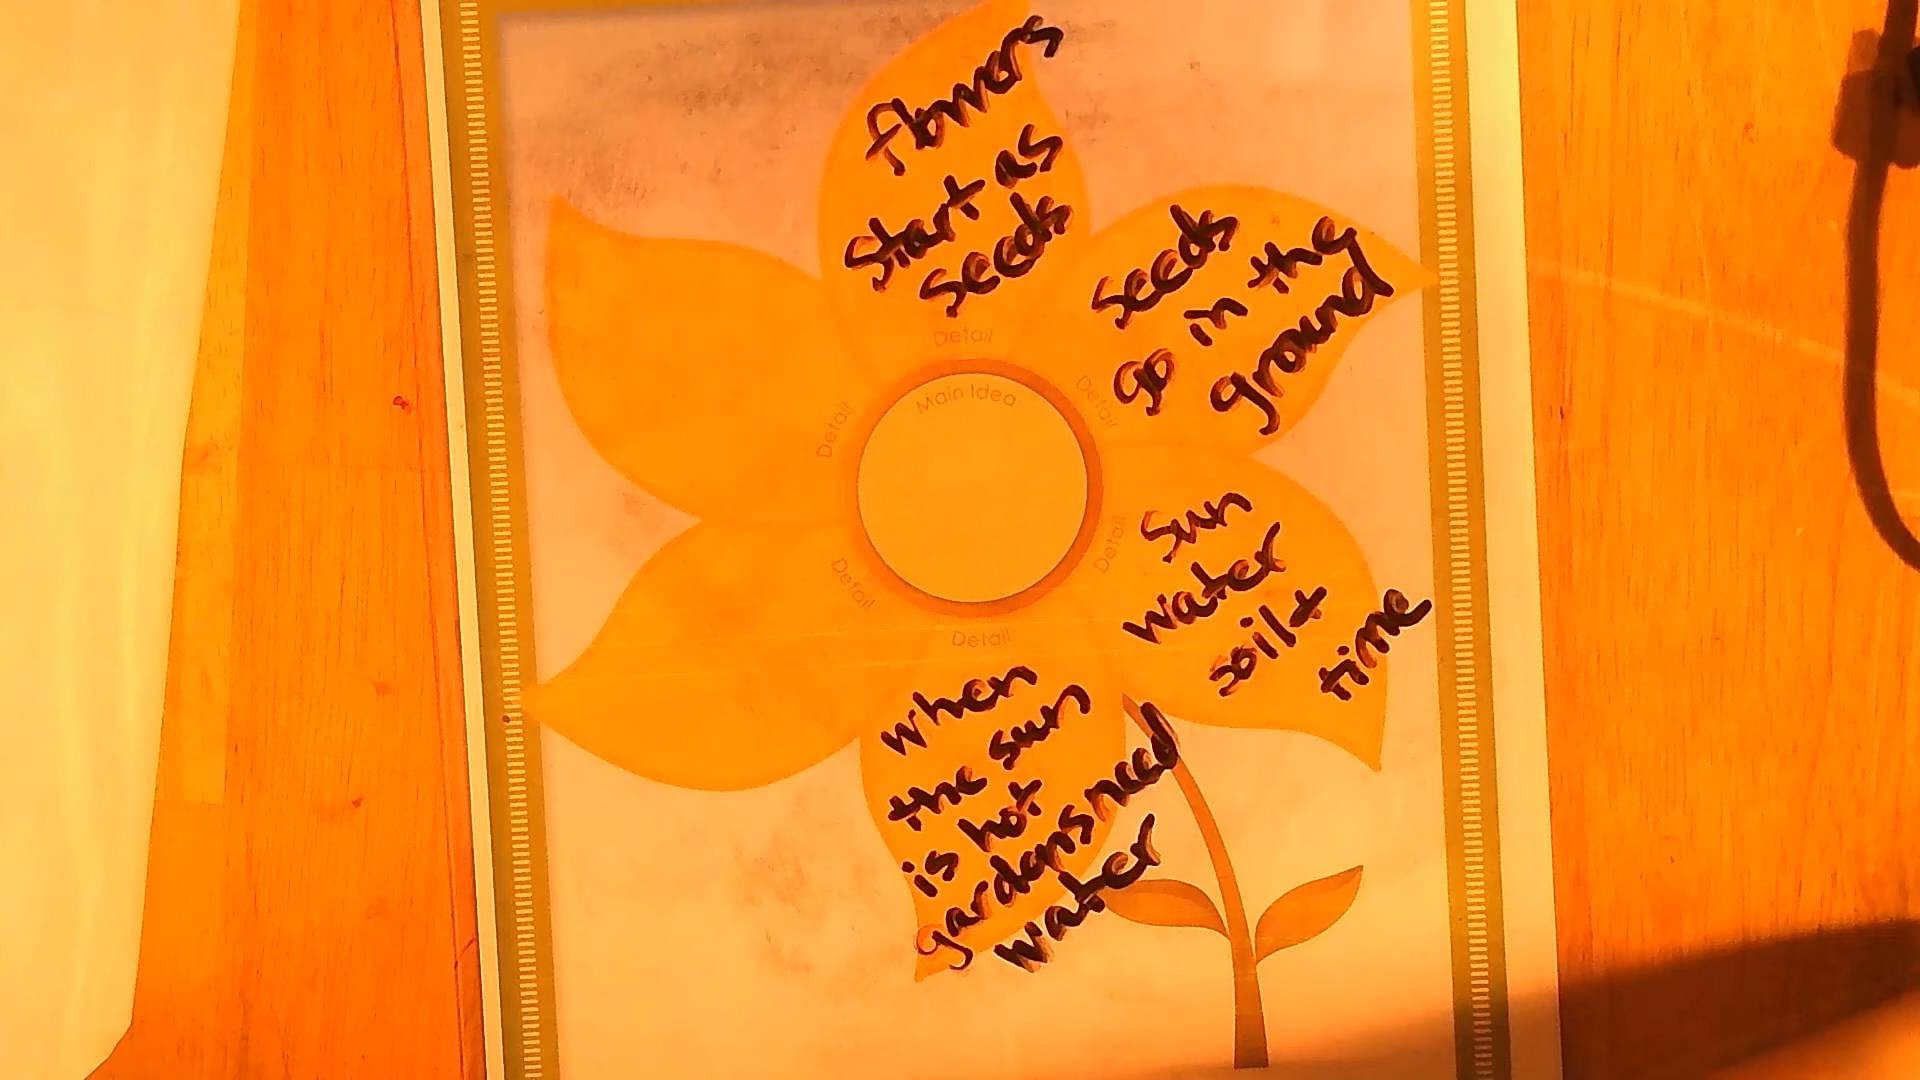 flowers
Start as
seeds
Detail
seeds
go in the
ground
Detail
Main Idea
Detail
Sun
water
soil +
time
Detail
Detail
Detail
when
the sun
is hot
gardens need
water